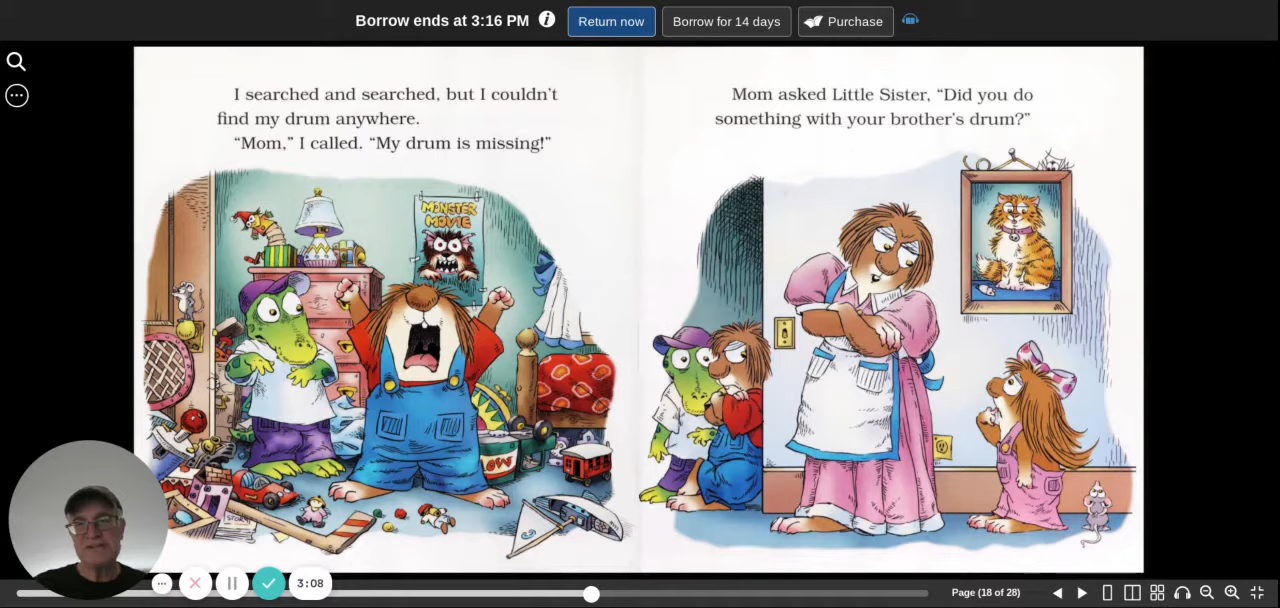 Borrow ends at 3:16 PM
Return now
Borrow for 14 days
Purchase
I searched and searched, but I couldn't
find my drum anywhere.
“Mom,” I called. “My drum is missing!”
MONSTER
MOVIE
Mom asked Little Sister, “Did you do
something with your brother's drum?”
3:08
Page (18 of 28)